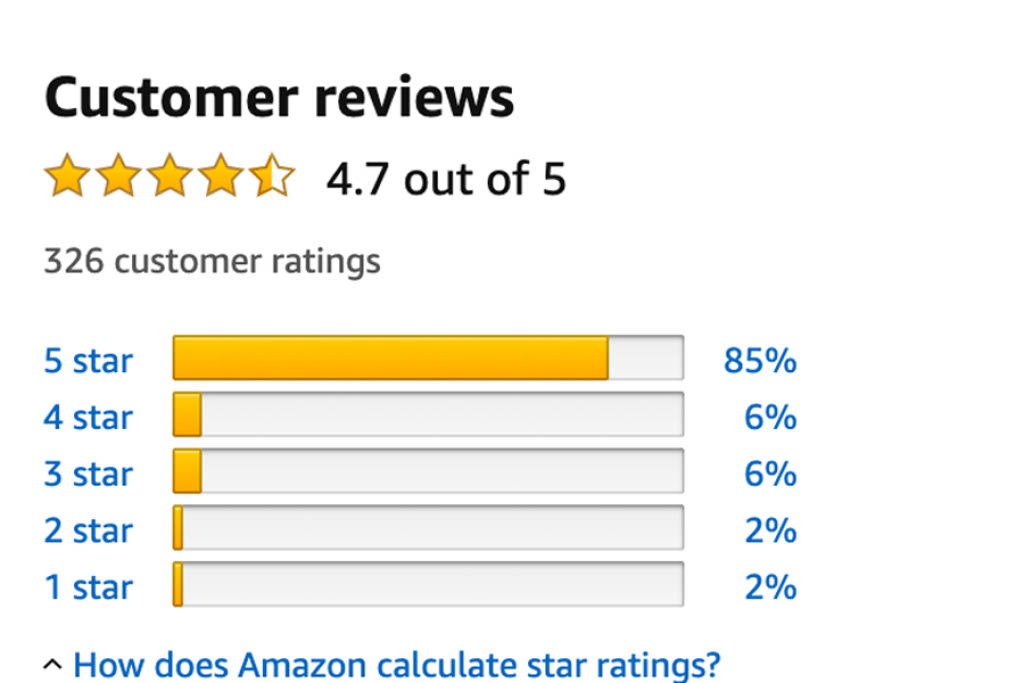 Customer reviews
4.7 out of 5
326 customer ratings
5 star 85%
4 star 6%
3 star 6%
2 star 2%
1 star 2%
How does Amazon calculate star ratings?